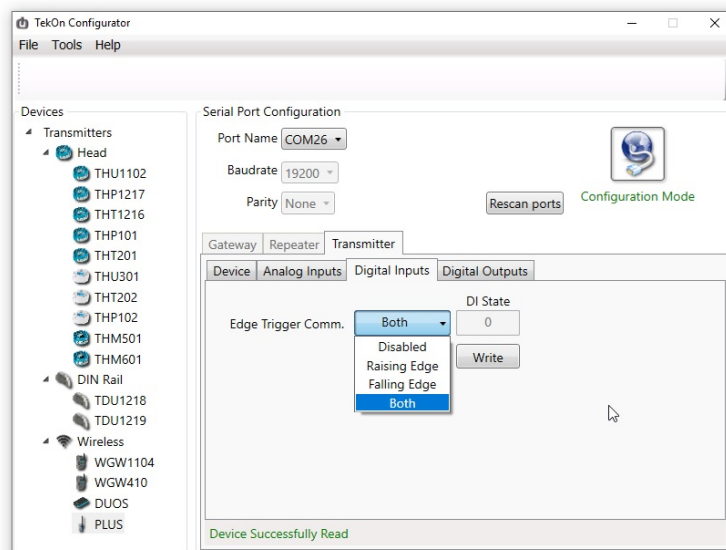 TekOn Configurator
File Tools Help
Devices
Transmitters
Head
THU1102
THP1217
THT1216
THP101
THT201
THU301
THT202
THP102
THM501
THM601
DIN Rail
TDU1218
TDU1219
Wireless
WGW1104
WGW410
DUOS
PLUS
Serial Port Configuration
Port Name COM26
Baudrate 19200
Parity None
Rescan ports
Configuration Mode
Gateway Repeater Transmitter
Device Analog Inputs Digital Inputs Digital Outputs
DI State
Edge Trigger Comm. Both 0
Disabled
Write
Raising Edge
Falling Edge
Both
Device Successfully Read